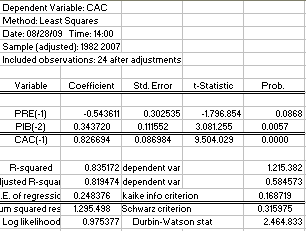 Dependent Variable: CAC
Method: Least Squares
Date: 08/28/09 Time: 14:00
Sample (adjusted): 1982 2007
Included observations: 24 after adjustments
Variable Coefficient Std. Error t-Statistic Prob.
PRE(-1) -0.543611 0.302535 -1.796.854 0.0868
PIB(-2) 0.343720 0.111552 3.081.255 0.0057
CAC(-1) 0.826694 0.086984 9.504.029 0.0000
R-squared 0.835172 dependent var 1.215.382
ljusted R-squar 0.819474 dependent var 0.584573
.E. of regressic 0.248376 kaike info criterion 0.168719
um squared res 1.295.498 Schwarz criterion 0.315975
Log likelihood 0.975377 Durbin-Watson stat 2.464.833